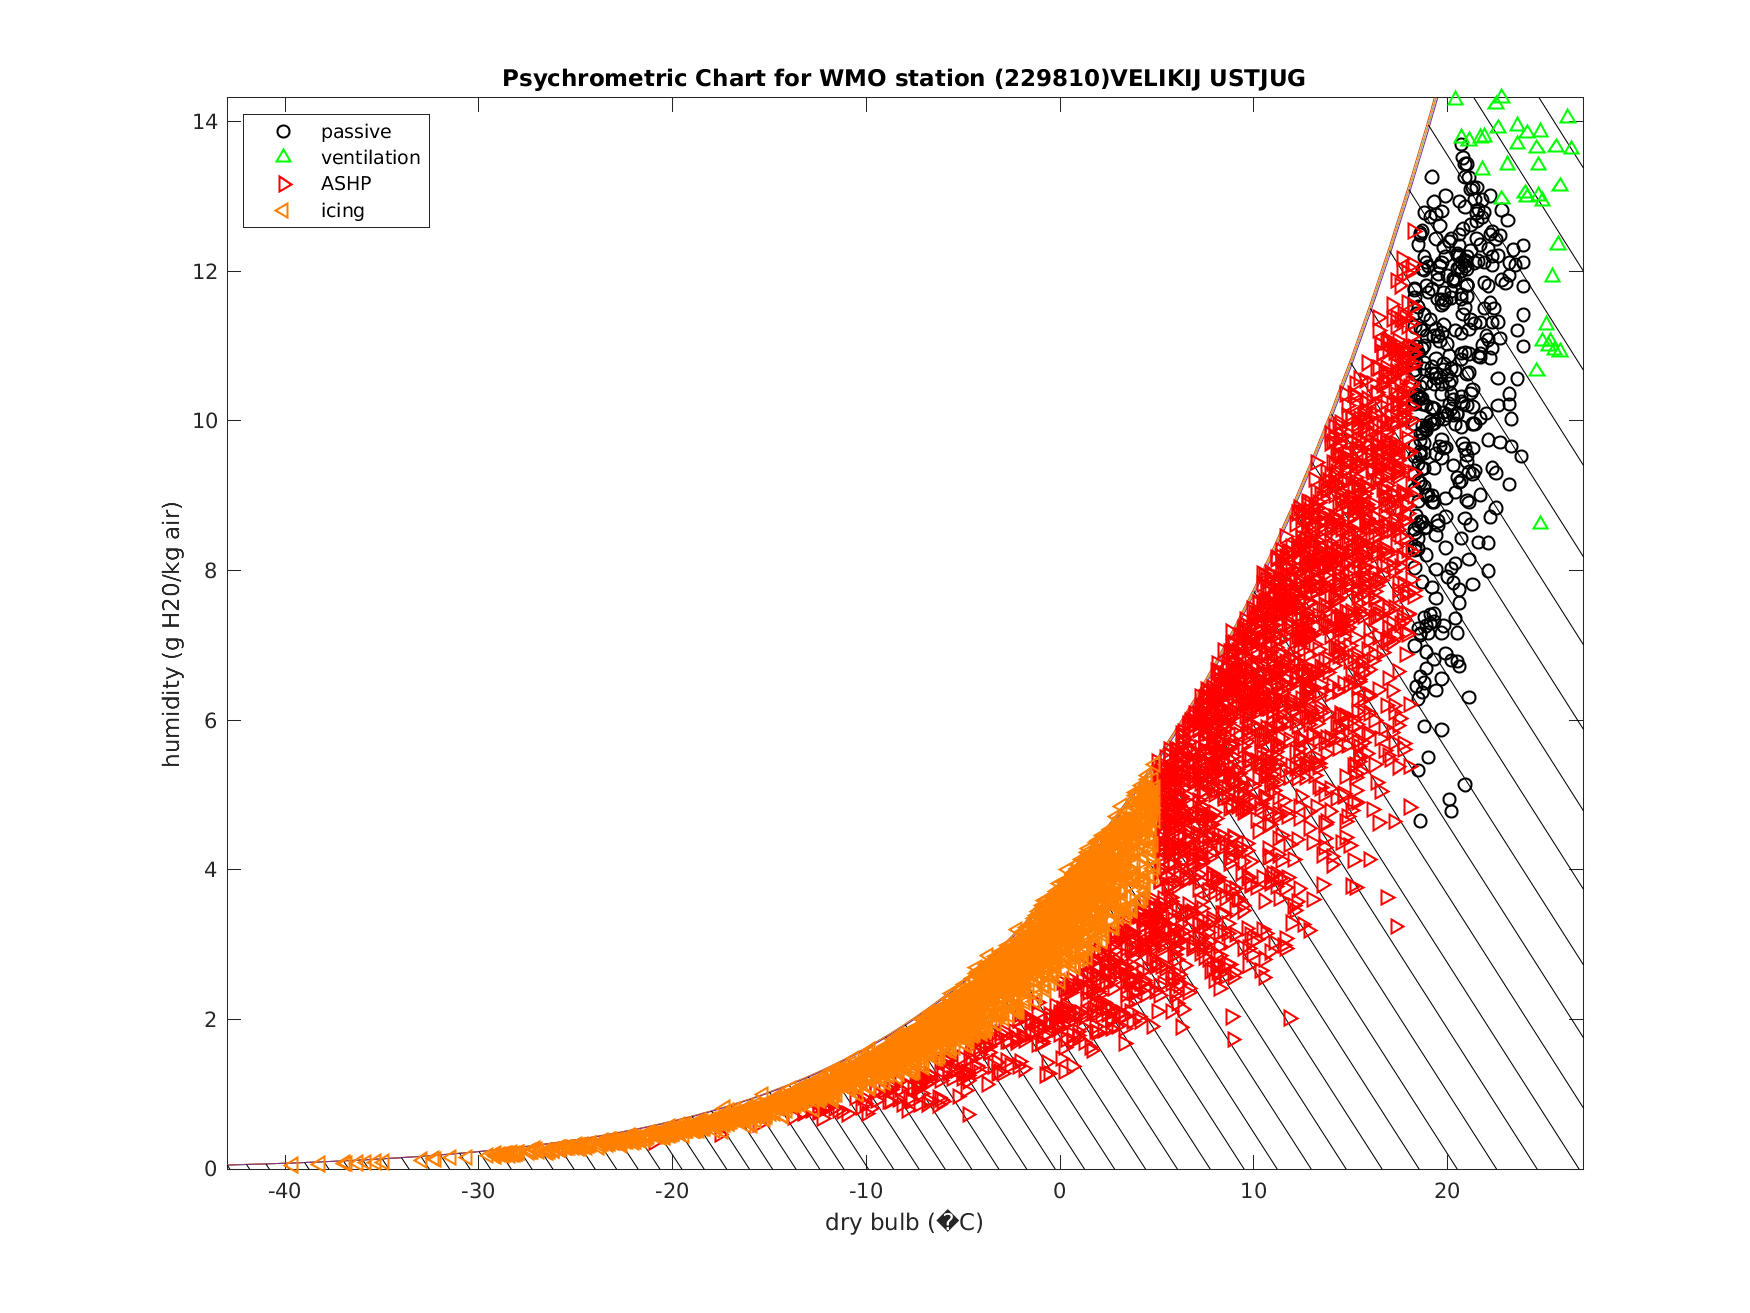 Psychrometric Chart for WMO station (229810)VELIKIJ USTJUG
passive
ventilation
ASHP
icing
14
12
10
8
6
4
2
0
humidity (g H20/kg air)
-40 -30 -20 -10 0 10 20
dry bulb (�C)